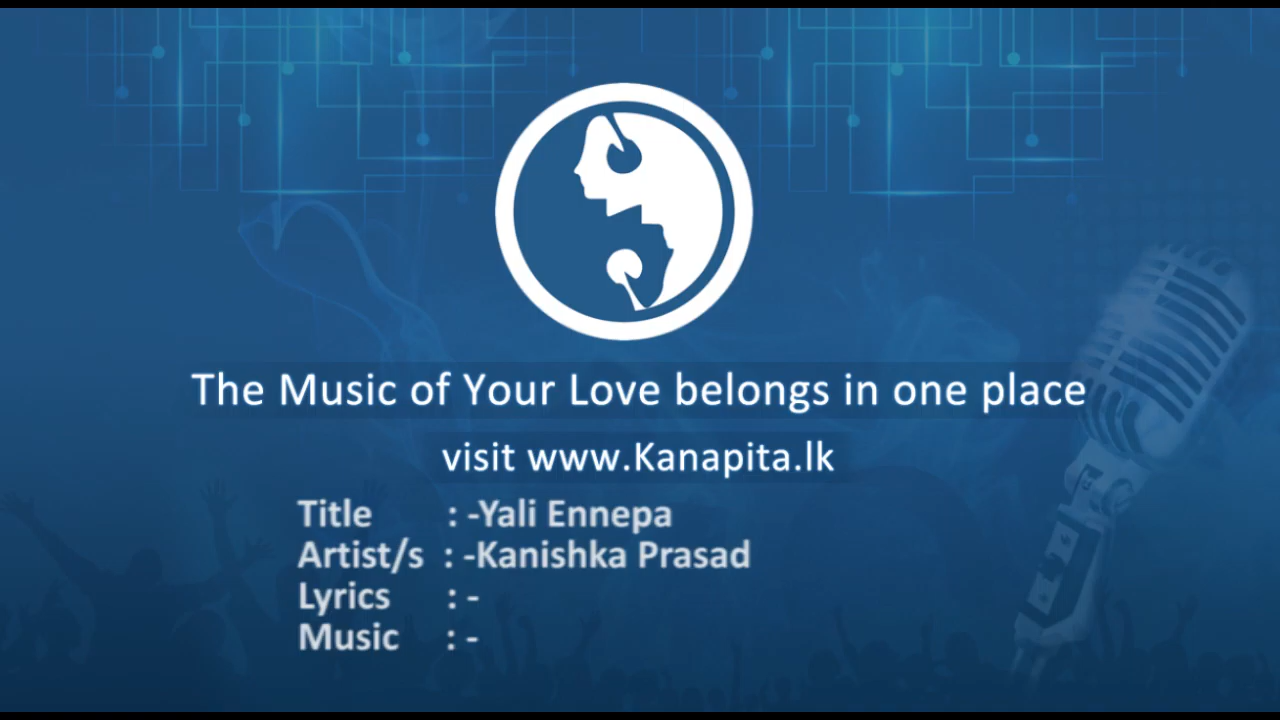 The Music of Your Love belongs in one place
visit www.Kanapita.lk
Title : -Yali Ennepa
Artist/s : -Kanishka Prasad
Lyrics : -
Music : -